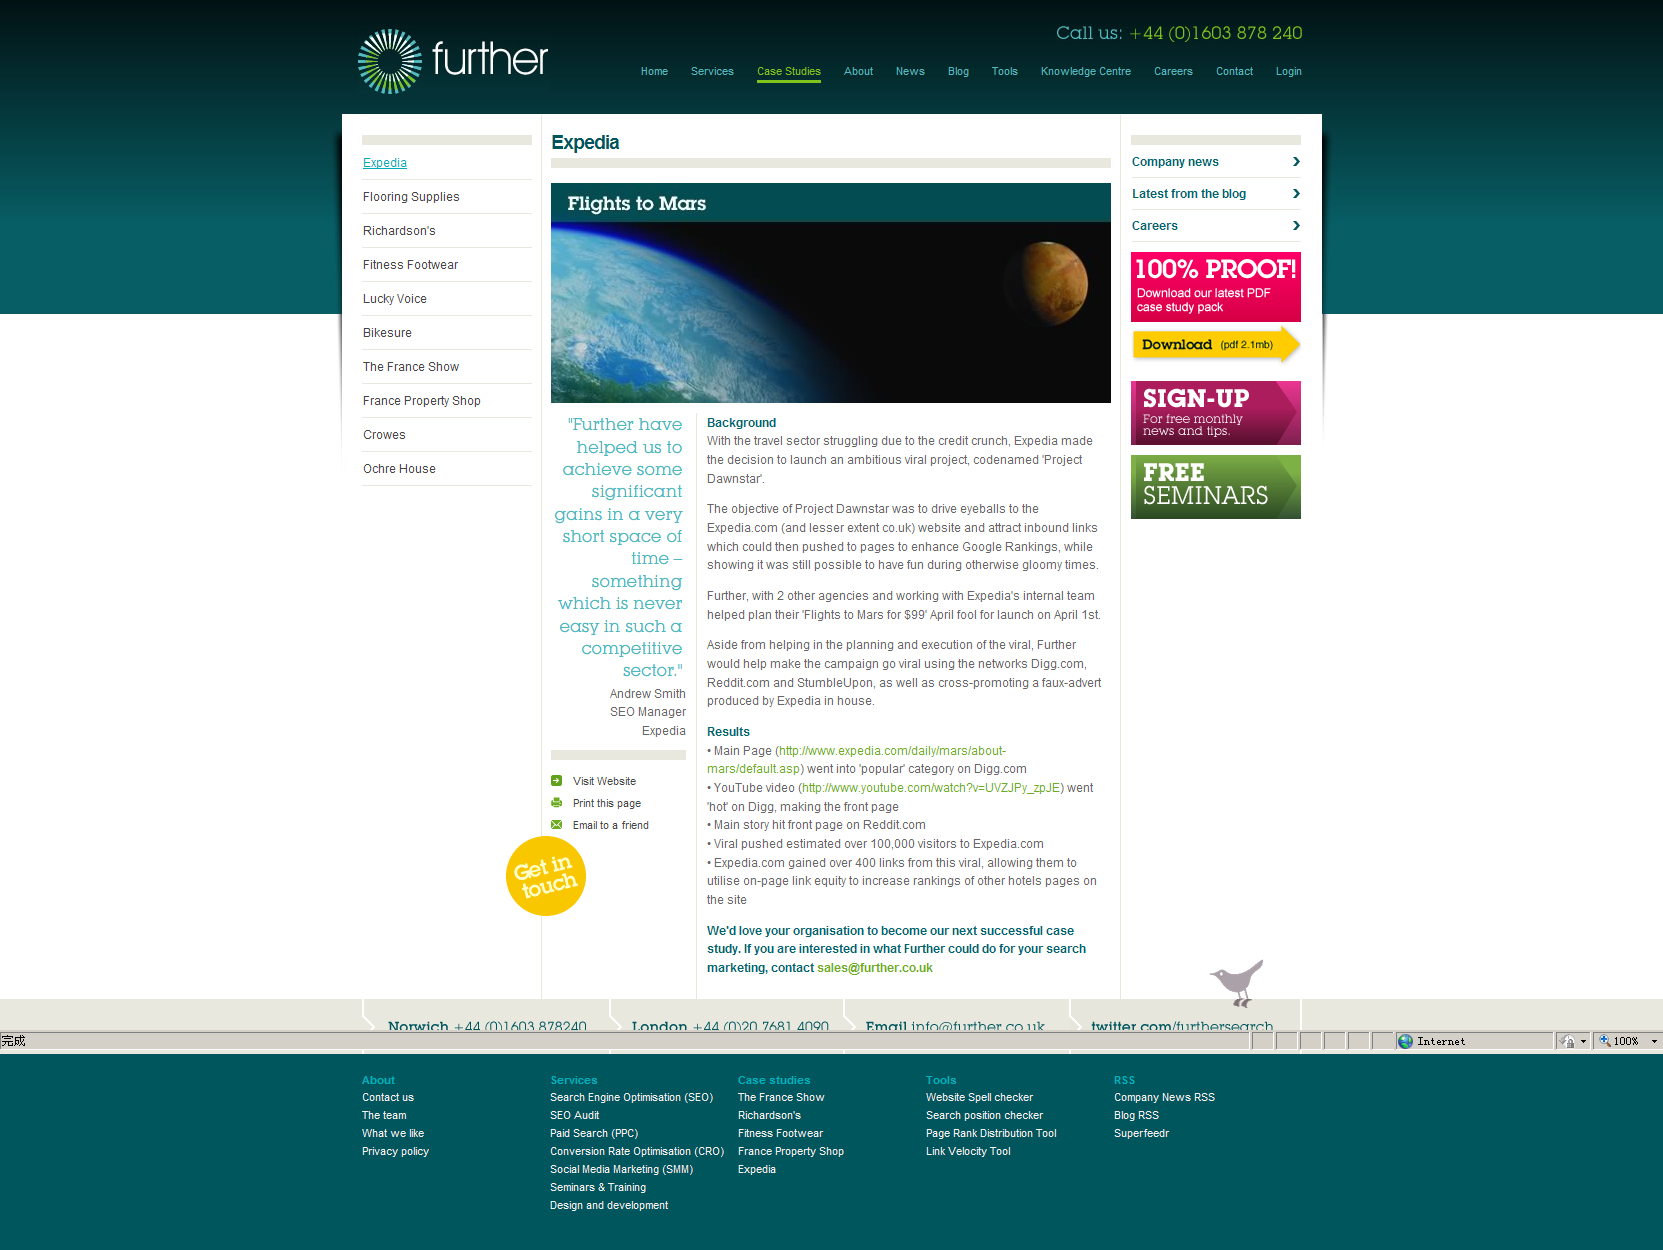 further
Call us: +44 (0)1603 878 240
Home Services Case Studies About News Blog Tools Knowledge Centre Careers Contact Login
Expedia
Flooring Supplies
Richardson's
Fitness Footwear
Lucky Voice
Bikesure
The France Show
France Property Shop
Crowes
Ochre House
Expedia
Flights to Mars
"Further have
helped us to
achieve some
significant
gains in a very
short space of
time –
something
which is never
easy in such a
competitive
sector."
Andrew Smith
SEO Manager
Expedia
Visit Website
Print this page
Email to a friend
Get in
touch
Background
With the travel sector struggling due to the credit crunch, Expedia made
the decision to launch an ambitious viral project, codenamed 'Project
Dawnstar'.
The objective of Project Dawnstar was to drive eyeballs to the
Expedia.com (and lesser extent co.uk) website and attract inbound links
which could then pushed to pages to enhance Google Rankings, while
showing it was still possible to have fun during otherwise gloomy times.
Further, with 2 other agencies and working with Expedia's internal team
helped plan their 'Flights to Mars for $99' April fool for launch on April 1st.
Aside from helping in the planning and execution of the viral, Further
would help make the campaign go viral using the networks Digg.com,
Reddit.com and StumbleUpon, as well as cross-promoting a faux-advert
produced by Expedia in house.
Results
• Main Page (http://www.expedia.com/daily/mars/about-
mars/default.asp) went into 'popular' category on Digg.com
• YouTube video (http://www.youtube.com/watch?v=UVZJPy_zpJE) went
'hot' on Digg, making the front page
• Main story hit front page on Reddit.com
• Viral pushed estimated over 100,000 visitors to Expedia.com
• Expedia.com gained over 400 links from this viral, allowing them to
utilise on-page link equity to increase rankings of other hotels pages on
the site
We'd love your organisation to become our next successful case
study. If you are interested in what Further could do for your search
marketing, contact sales@further.co.uk
Company news
Latest from the blog
Careers
100% PROOF!
Download our latest PDF
case study pack
Download (pdf 2.1mb)
SIGN-UP
For free monthly
news and tips.
FREE
SEMINARS
Norwich +44 (0)1603 878240 London +44 (0)20 7681 4090 Email info@further.co.uk twitter.com/furthersearch
完成 Internet 100%
About
Contact us
The team
What we like
Privacy policy
Services
Search Engine Optimisation (SEO)
SEO Audit
Paid Search (PPC)
Conversion Rate Optimisation (CRO)
Social Media Marketing (SMM)
Seminars & Training
Design and development
Case studies
The France Show
Richardson's
Fitness Footwear
France Property Shop
Expedia
Tools
Website Spell checker
Search position checker
Page Rank Distribution Tool
Link Velocity Tool
RSS
Company News RSS
Blog RSS
Superfeedr